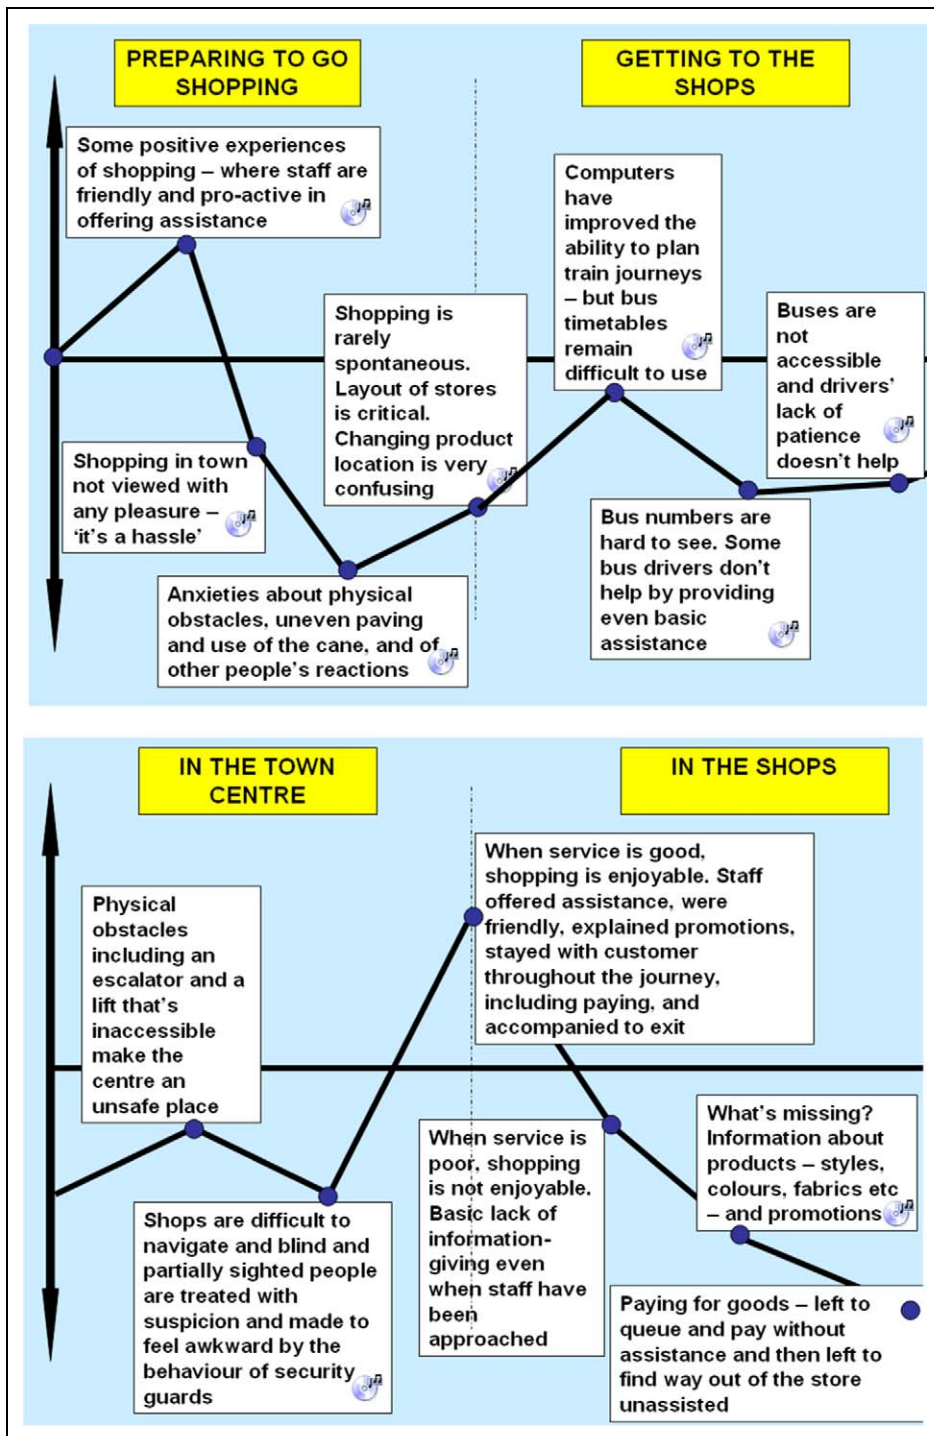 PREPARING TO GO
SHOPPING
GETTING TO THE
SHOPS
Some positive experiences
of shopping – where staff are
friendly and pro-active in
offering assistance
Shopping in town
not viewed with
any pleasure –
‘it’s a hassle’
Anxieties about physical
obstacles, uneven paving
and use of the cane, and of
other people’s reactions
Shopping is
rarely
spontaneous.
Layout of stores
is critical.
Changing product
location is very
confusing
Computers
have
improved the
ability to plan
train journeys
– but bus
timetables
remain
difficult to use
Bus numbers are
hard to see. Some
bus drivers don’t
help by providing
even basic
assistance
Buses are
not
accessible
and drivers’
lack of
patience
doesn’t help
IN THE TOWN
CENTRE
IN THE SHOPS
Physical
obstacles
including an
escalator and a
lift that’s
inaccessible
make the
centre an
unsafe place
Shops are difficult to
navigate and blind and
partially sighted people
are treated with
suspicion and made to
feel awkward by the
behaviour of security
guards
When service is good,
shopping is enjoyable. Staff
offered assistance, were
friendly, explained promotions,
stayed with customer
throughout the journey,
including paying, and
accompanied to exit
When service is
poor, shopping
is not enjoyable.
Basic lack of
information-
giving even
when staff have
been
approached
What’s missing?
Information about
products – styles,
colours, fabrics etc
– and promotions
Paying for goods – left to
queue and pay without
assistance and then left to
find way out of the store
unassisted